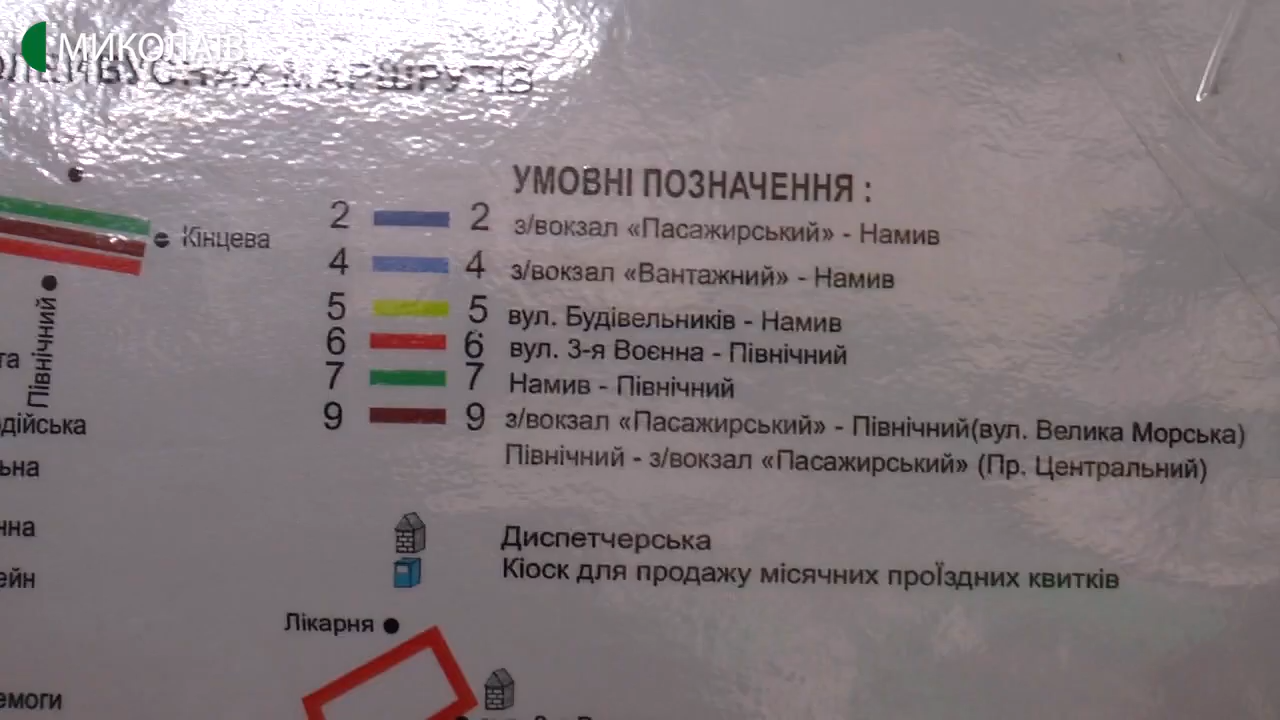 МИКОЛАЇВ
МАРШРУТІВ
УМОВНІ ПОЗНАЧЕННЯ :
2 2 з/вокзал «Пасажирський» - Намив
Кінцева
4 4 з/вокзал «Вантажний» - Намив
5 5 вул. Будівельників - Намив
Північний
6 6 вул. 3-я Воєнна - Північний
7 7 Намив - Північний
9 9 з/вокзал «Пасажирський» - Північний(вул. Велика Морська)
Північний - з/вокзал «Пасажирський» (Пр. Центральний)
Диспетчерська
Кіоск для продажу місячних проЇздних квитків
Лікарня